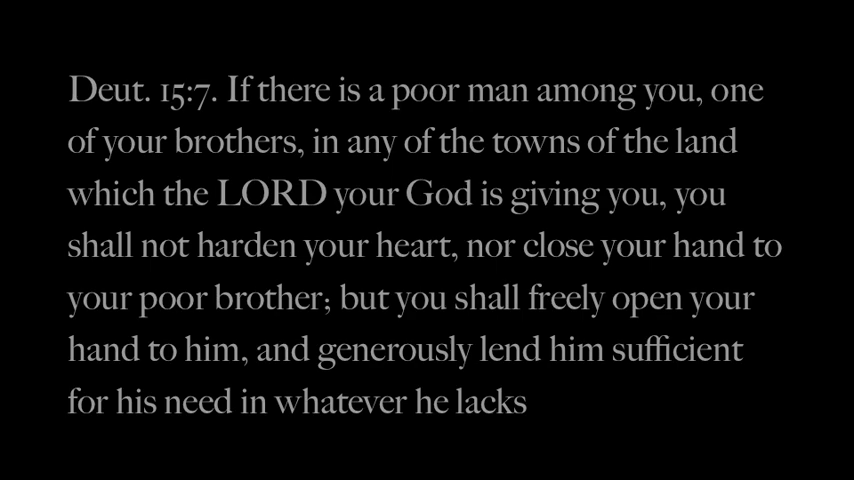 Deut. 15:7. If there is a poor man among you, one
of your brothers, in any of the towns of the land
which the LORD your God is giving you, you
shall not harden your heart, nor close your hand to
your poor brother; but you shall freely open your
hand to him, and generously lend him sufficient
for his need in whatever he lacks